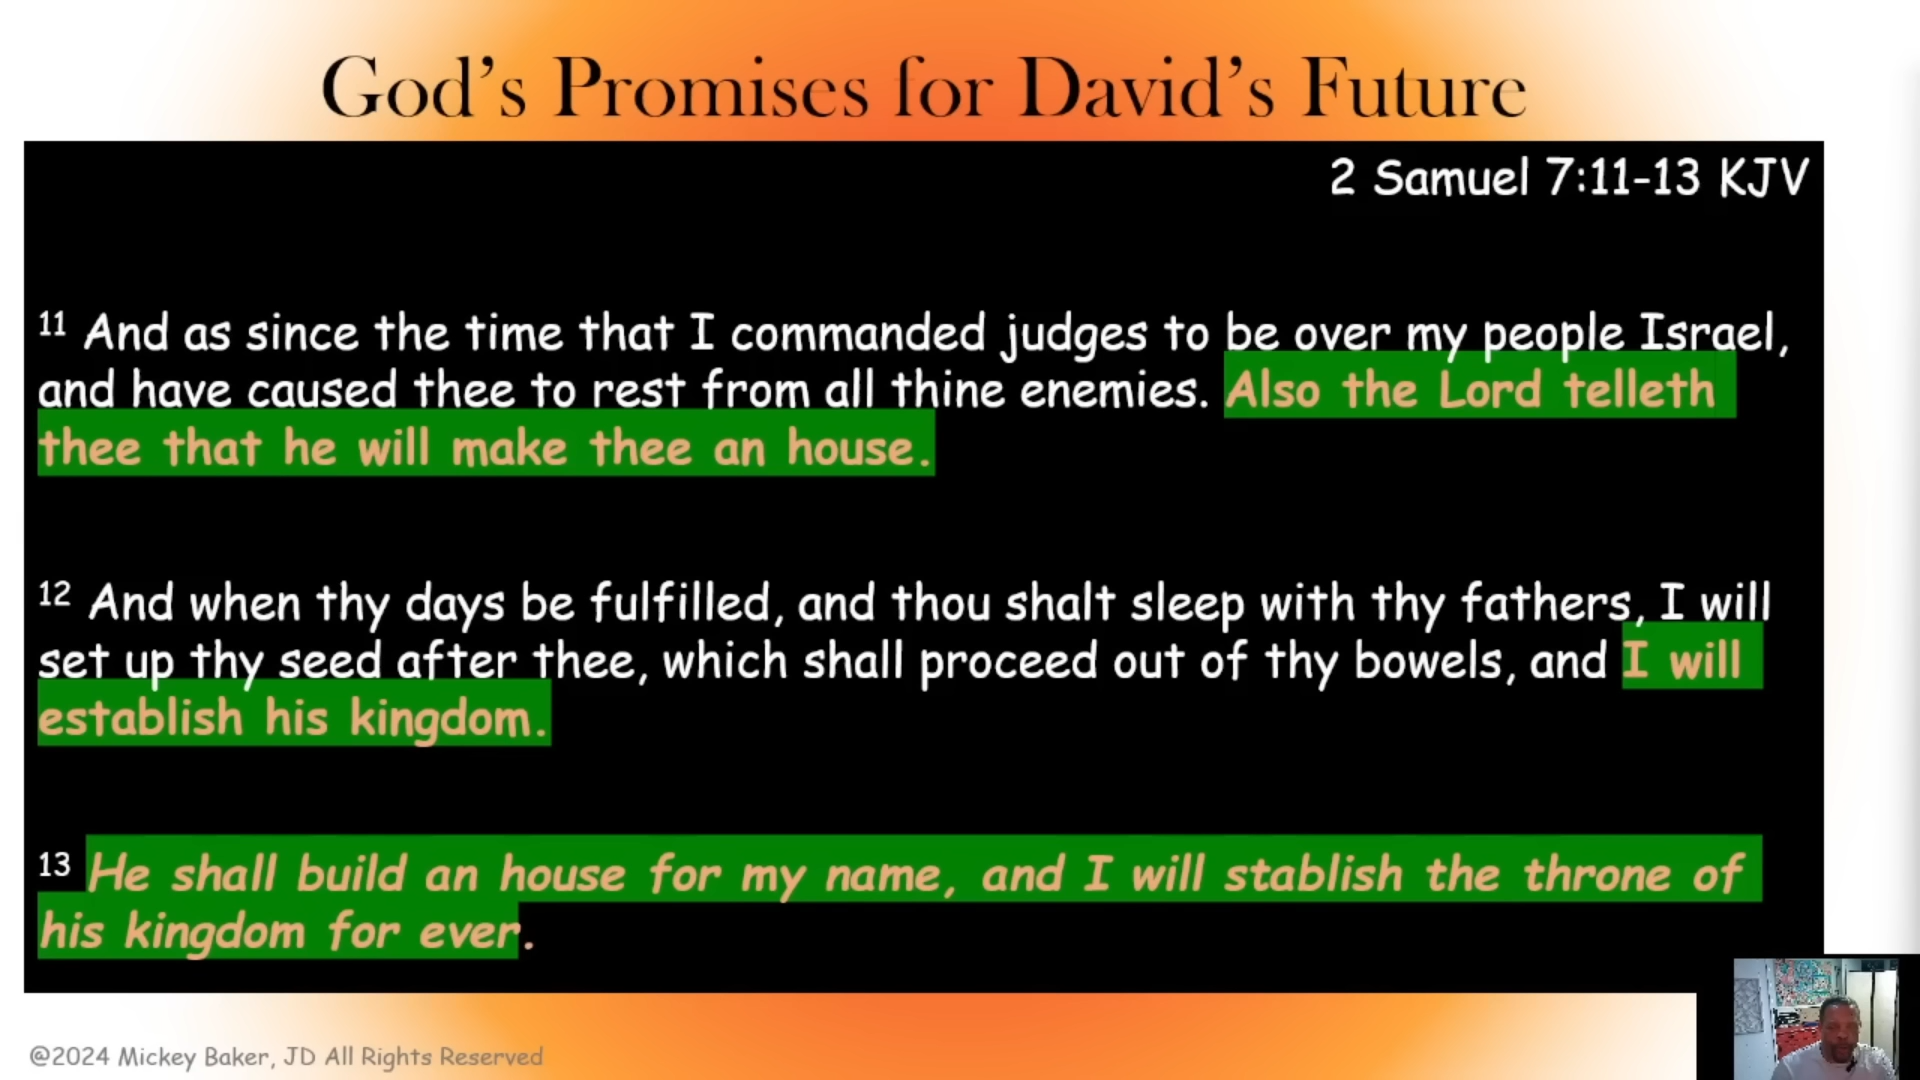 God's Promises for David's Future
2 Samuel 7:11-13 KJV
11 And as since the time that I commanded judges to be over my people Israel,
and have caused thee to rest from all thine enemies. Also the Lord telleth
thee that he will make thee an house.
12 And when thy days be fulfilled, and thou shalt sleep with thy fathers, I will
set up thy seed after thee, which shall proceed out of thy bowels, and I will
establish his kingdom.
13 He shall build an house for my name, and I will stablish the throne of
his kingdom for ever.
@2024 Mickey Baker, JD All Rights Reserved